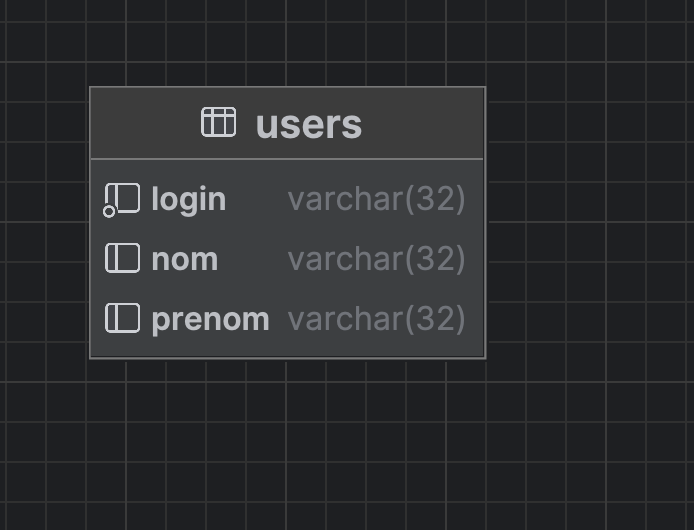 users
login varchar(32)
nom varchar(32)
prenom varchar(32)